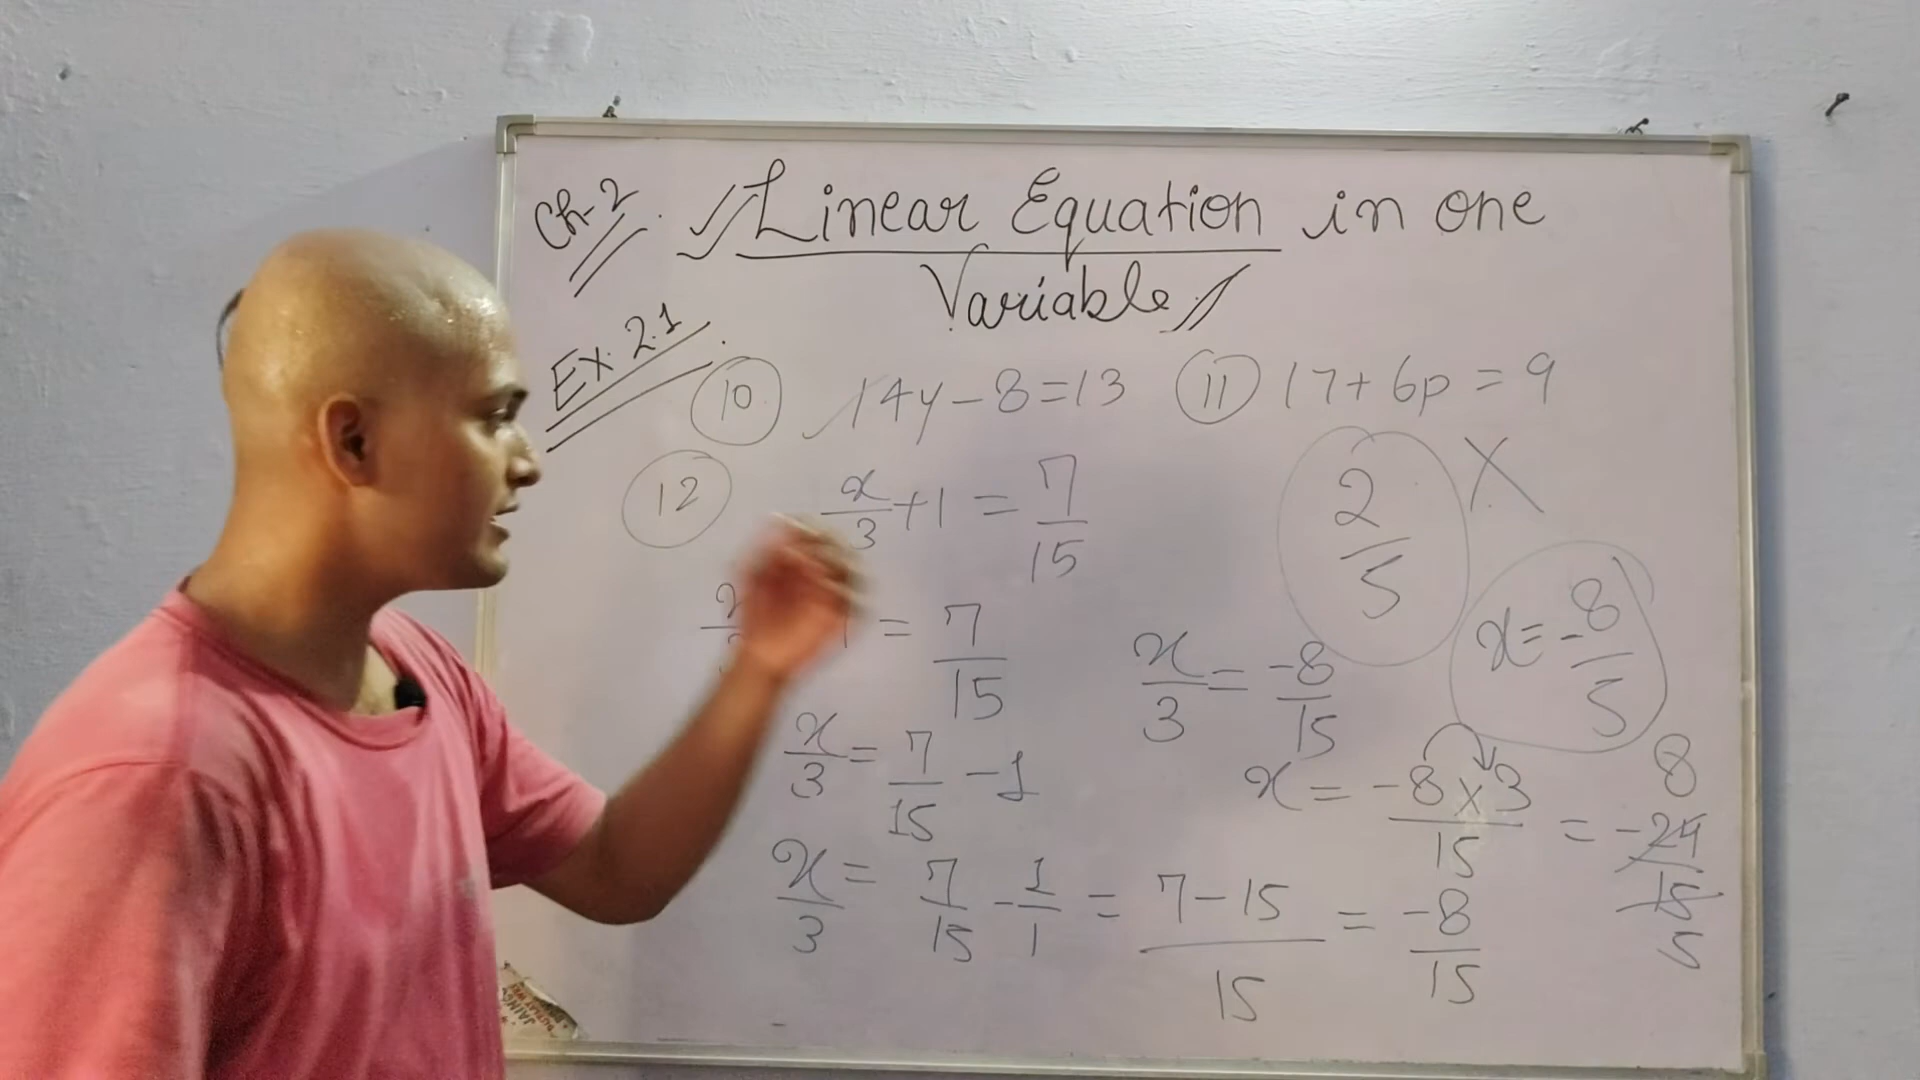 Ch-2
Linear Equation in one
Variable
Ex. 2.1
10 14y-8=13 11 17+6p=9
12 x/3+1=7/15
2/5 X
= 7/15
x/3=-8/15
x=-8/5
x/3=7/15-1
x=-8×3/15=-24/15
8
5
x/3=7/15-1/1=7-15/15=-8/15